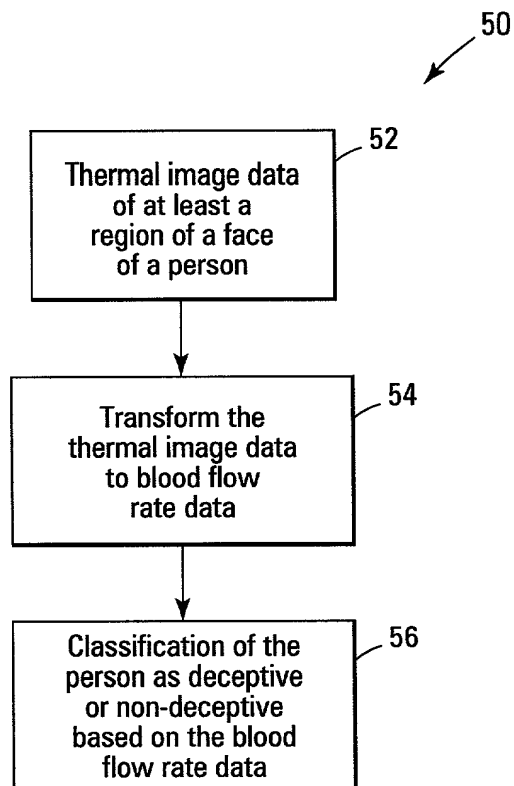 50
52
Thermal image data
of at least a
region of a face
of a person
54
Transform the
thermal image data
to blood flow
rate data
56
Classification of the
person as deceptive
or non-deceptive
based on the blood
flow rate data